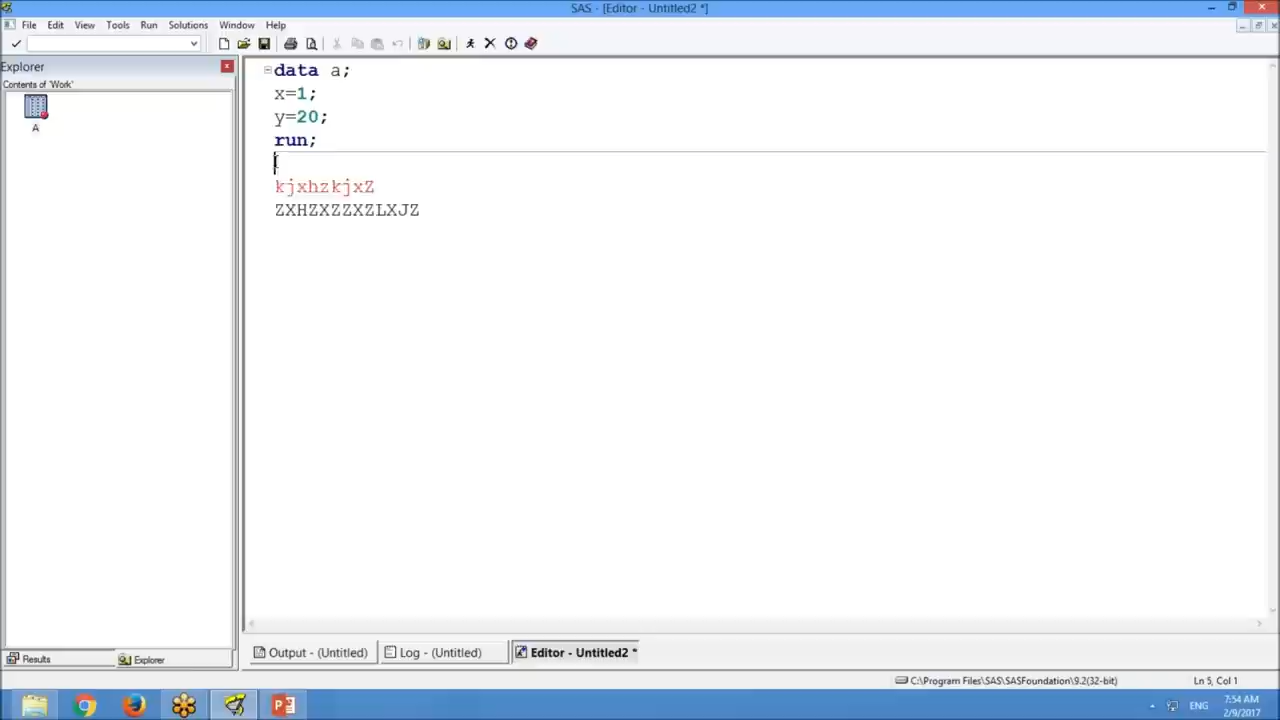 SAS - [Editor - Untitled2 *]
File Edit View Tools Run Solutions Window Help
Explorer
Contents of 'Work'
A
data a;
x=1;
y=20;
run;
kjxhzkjxZ
ZXHZXZZXZLXJZ
Results
Explorer
Output - (Untitled)
Log - (Untitled)
Editor - Untitled2 *
C:\Program Files\SAS\SASFoundation\9.2(32-bit)
Ln 5, Col 1
ENG
7:54 AM
2/9/2017